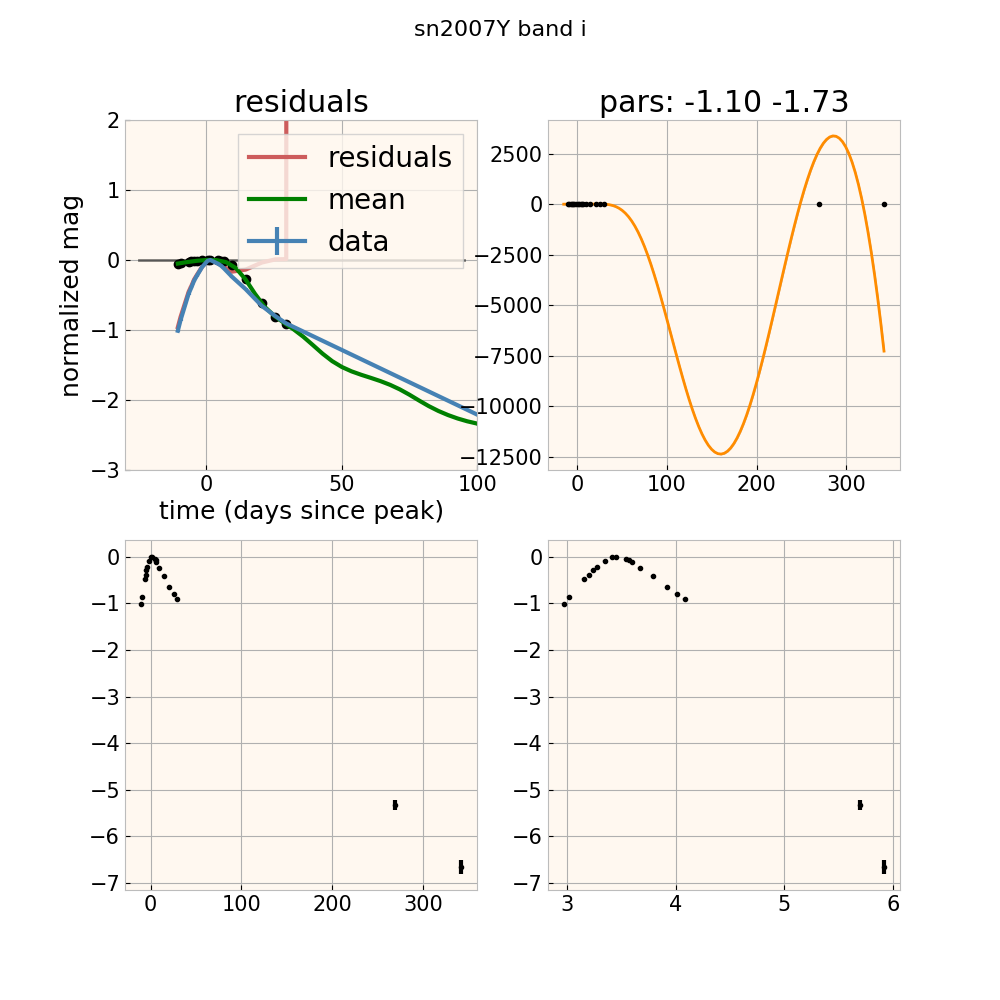 sn2007Y band i
residuals
pars: -1.10 -1.73
normalized mag
2
1
0
−1
−2
−3
residuals
mean
data
0 50 100
time (days since peak)
2500
0
−2500
−5000
−7500
−10000
−12500
0 100 200 300
0
−1
−2
−3
−4
−5
−6
−7
0 100 200 300
0
−1
−2
−3
−4
−5
−6
−7
3 4 5 6